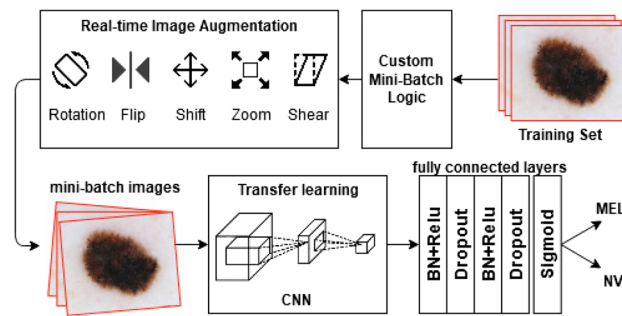 Real-time Image Augmentation
Rotation Flip Shift Zoom Shear
Custom
Mini-Batch
Logic
Training Set
mini-batch images
Transfer learning
CNN
fully connected layers
BN+Relu
Dropout
BN+Relu
Dropout
Sigmoid
MEL
NV